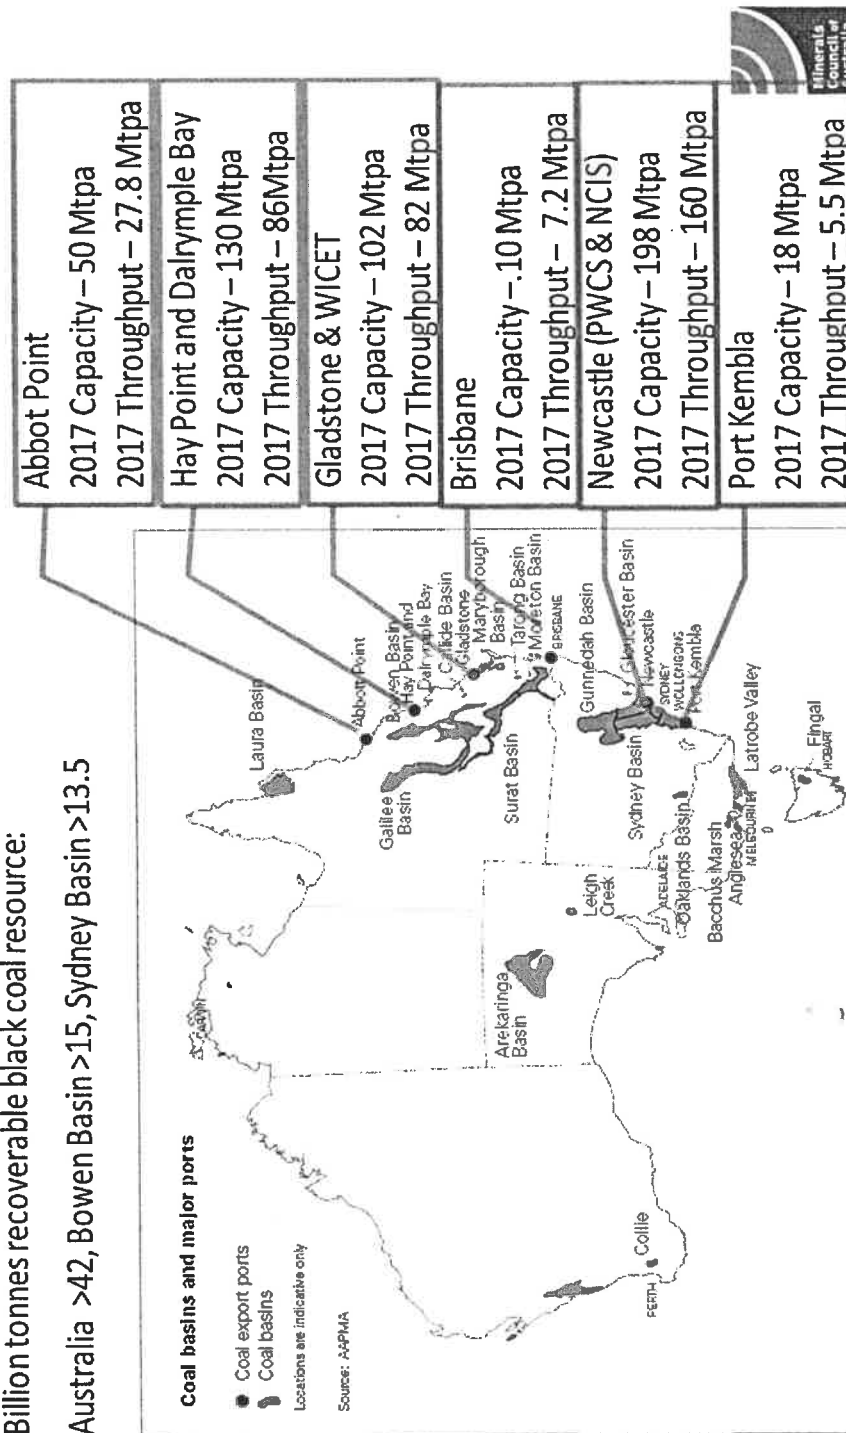 Billion tonnes recoverable black coal resource:
Australia >42, Bowen Basin >15, Sydney Basin >13.5
Abbot Point
2017 Capacity – 50 Mtpa
2017 Throughput – 27.8 Mtpa
Hay Point and Dalrymple Bay
2017 Capacity – 130 Mtpa
2017 Throughput – 86Mtpa
Gladstone & WICET
2017 Capacity – 102 Mtpa
2017 Throughput – 82 Mtpa
Brisbane
2017 Capacity –.10 Mtpa
2017 Throughput – 7.2 Mtpa
Newcastle (PWCS & NCIS)
2017 Capacity – 198 Mtpa
2017 Throughput – 160 Mtpa
Port Kembla
2017 Capacity – 18 Mtpa
2017 Throughput – 5.5 Mtpa
Coal basins and major ports
Coal export ports
Coal basins
Locations are indicative only
Source: AAPMA
DARWIN
Laura Basin
Abbott Point
Bowen Basin
Hay Point and
Dalrymple Bay
Callide Basin
Gladstone
Maryborough
Basin
Tarong Basin
Moreton Basin
BRISBANE
Galilee
Basin
Surat Basin
Gunnedah Basin
Gloucester Basin
Newcastle
SYDNEY
WOLLONGONG
Port Kembla
Sydney Basin
Arekaringa
Basin
Leigh
Creek
ADELAIDE
Oaklands Basin
Bacchus Marsh
Anglesea
MELBOURNE
Latrobe Valley
Fingal
HOBART
Collie
PERTH
Minerals
Council of